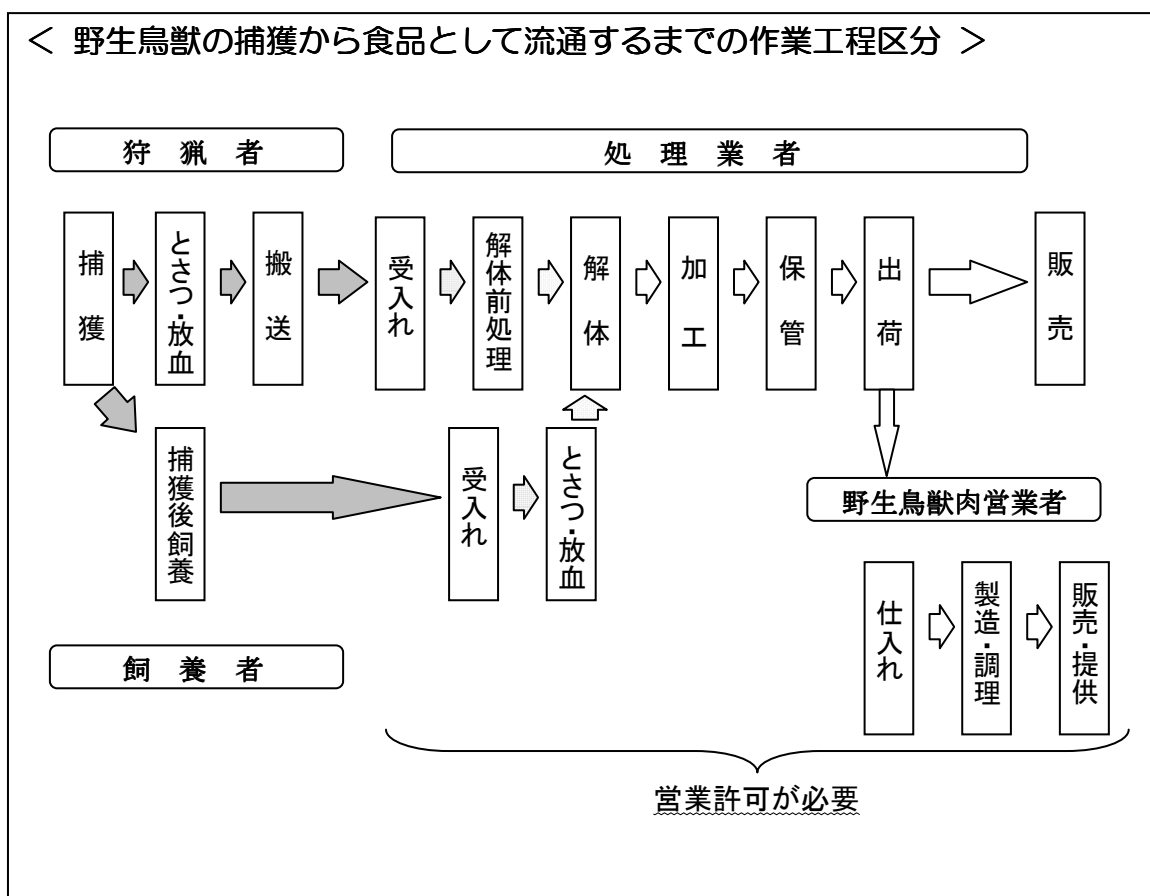 ＜ 野生鳥獣の捕獲から食品として流通するまでの作業工程区分 ＞
狩 猟 者
処 理 業 者
捕 獲
とさつ・放血
搬 送
受入れ
解体前処理
解 体
加 工
保 管
出 荷
販 売
捕獲後飼養
受入れ
とさつ・放血
野生鳥獣肉営業者
仕入れ
製造・調理
販売・提供
飼 養 者
営業許可が必要